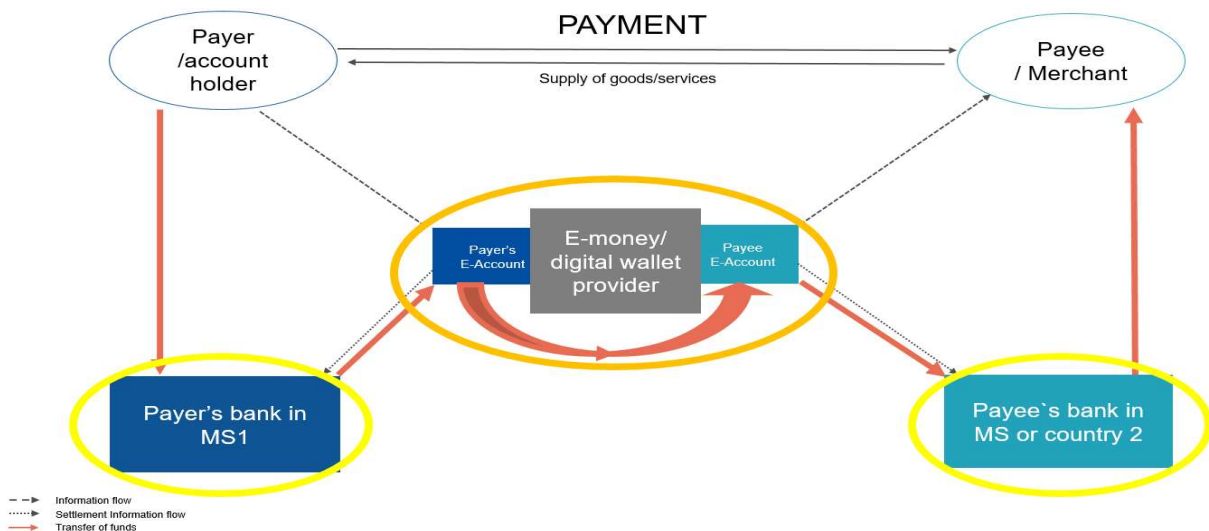 PAYMENT
Payer
/account
holder
Payee
/ Merchant
Supply of goods/services
Payer's
E-Account
E-money/
digital wallet
provider
Payee
E-Account
Payer’s bank in
MS1
Payee`s bank in
MS or country 2
Information flow
Settlement Information flow
Transfer of funds